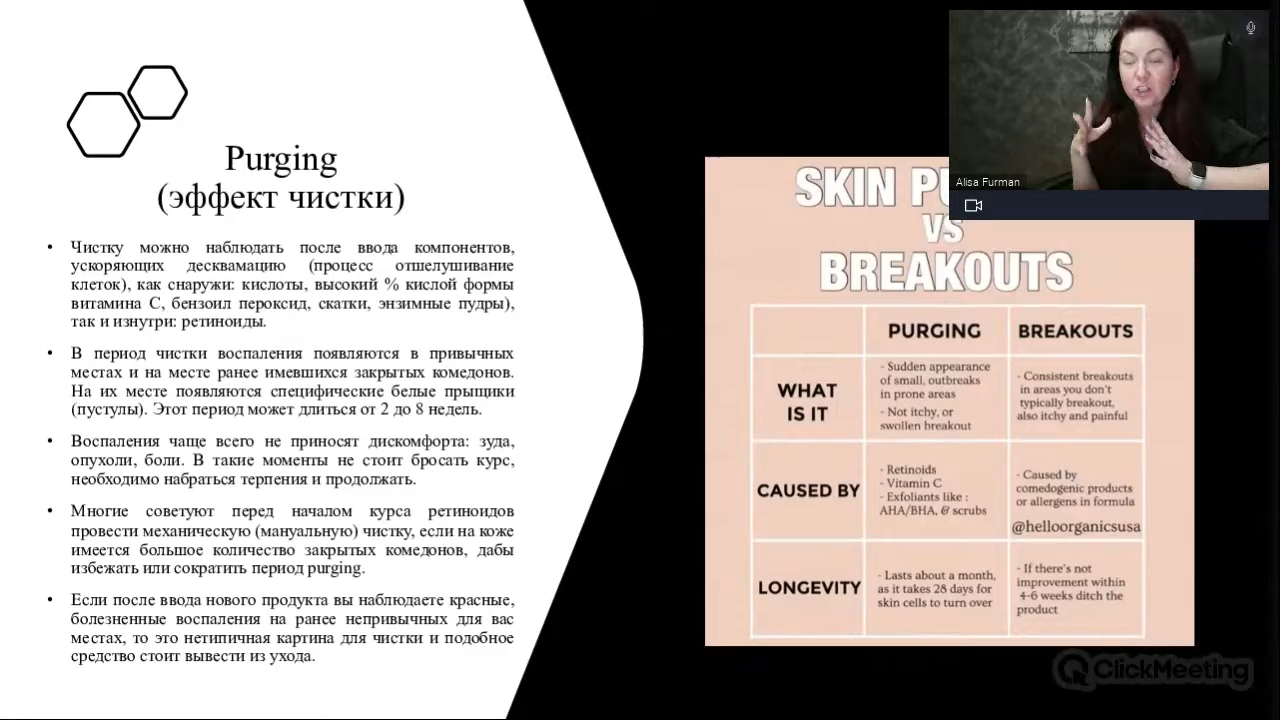 Purging
(эффект чистки)
• Чистку можно наблюдать после ввода компонентов,
ускоряющих десквамацию (процесс отшелушивание
клеток), как снаружи: кислоты, высокий % кислой формы
витамина С, бензоил пероксид, скатки, энзимные пудры),
так и изнутри: ретиноиды.
• В период чистки воспаления появляются в привычных
местах и на месте ранее имевшихся закрытых комедонов.
На их месте появляются специфические белые прыщики
(пустулы). Этот период может длиться от 2 до 8 недель.
• Воспаления чаще всего не приносят дискомфорта: зуда,
опухоли, боли. В такие моменты не стоит бросать курс,
необходимо набраться терпения и продолжать.
• Многие советуют перед началом курса ретиноидов
провести механическую (мануальную) чистку, если на коже
имеется большое количество закрытых комедонов, дабы
избежать или сократить период purging.
• Если после ввода нового продукта вы наблюдаете красные,
болезненные воспаления на ранее непривычных для вас
местах, то это нетипичная картина для чистки и подобное
средство стоит вывести из ухода.
SKIN
VS
BREAKOUTS
PURGING
BREAKOUTS
WHAT
IS IT
- Sudden appearance
of small, outbreaks
in prone areas
- Not itchy, or
swollen breakout
- Consistent breakouts
in areas you don't
typically breakout,
also itchy and painful
CAUSED BY
- Retinoids
- Vitamin C
- Exfoliants like :
AHA/BHA, & scrubs
- Caused by
comedogenic products
or allergens in formula
@helloorganicsusa
LONGEVITY
- Lasts about a month,
as it takes 28 days for
skin cells to turn over
- If there's not
improvement within
4-6 weeks ditch the
product
Alisa Furman
ClickMeeting